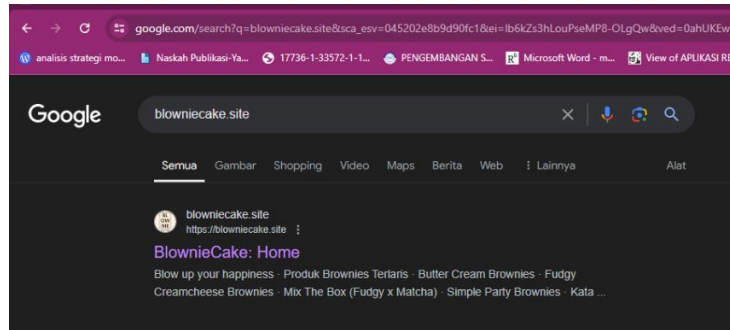 google.com/search?q=blowniecake.site&sca_esv=045202e8b9d90fc1&ei=lb6kZs3hLouPseMP8-OLgQw&ved=0ahUKEw
analisis strategi mo...
Naskah Publikasi-Ya...
17736-1-33572-1-1...
PENGEMBANGAN S...
Microsoft Word - m...
View of APLIKASI RE
Google
blowniecake.site
Semua Gambar Shopping Video Maps Berita Web Lainnya Alat
blowniecake.site
https://blowniecake.site
BlownieCake: Home
Blow up your happiness · Produk Brownies Terlaris · Butter Cream Brownies · Fudgy
Creamcheese Brownies · Mix The Box (Fudgy x Matcha) · Simple Party Brownies · Kata ...